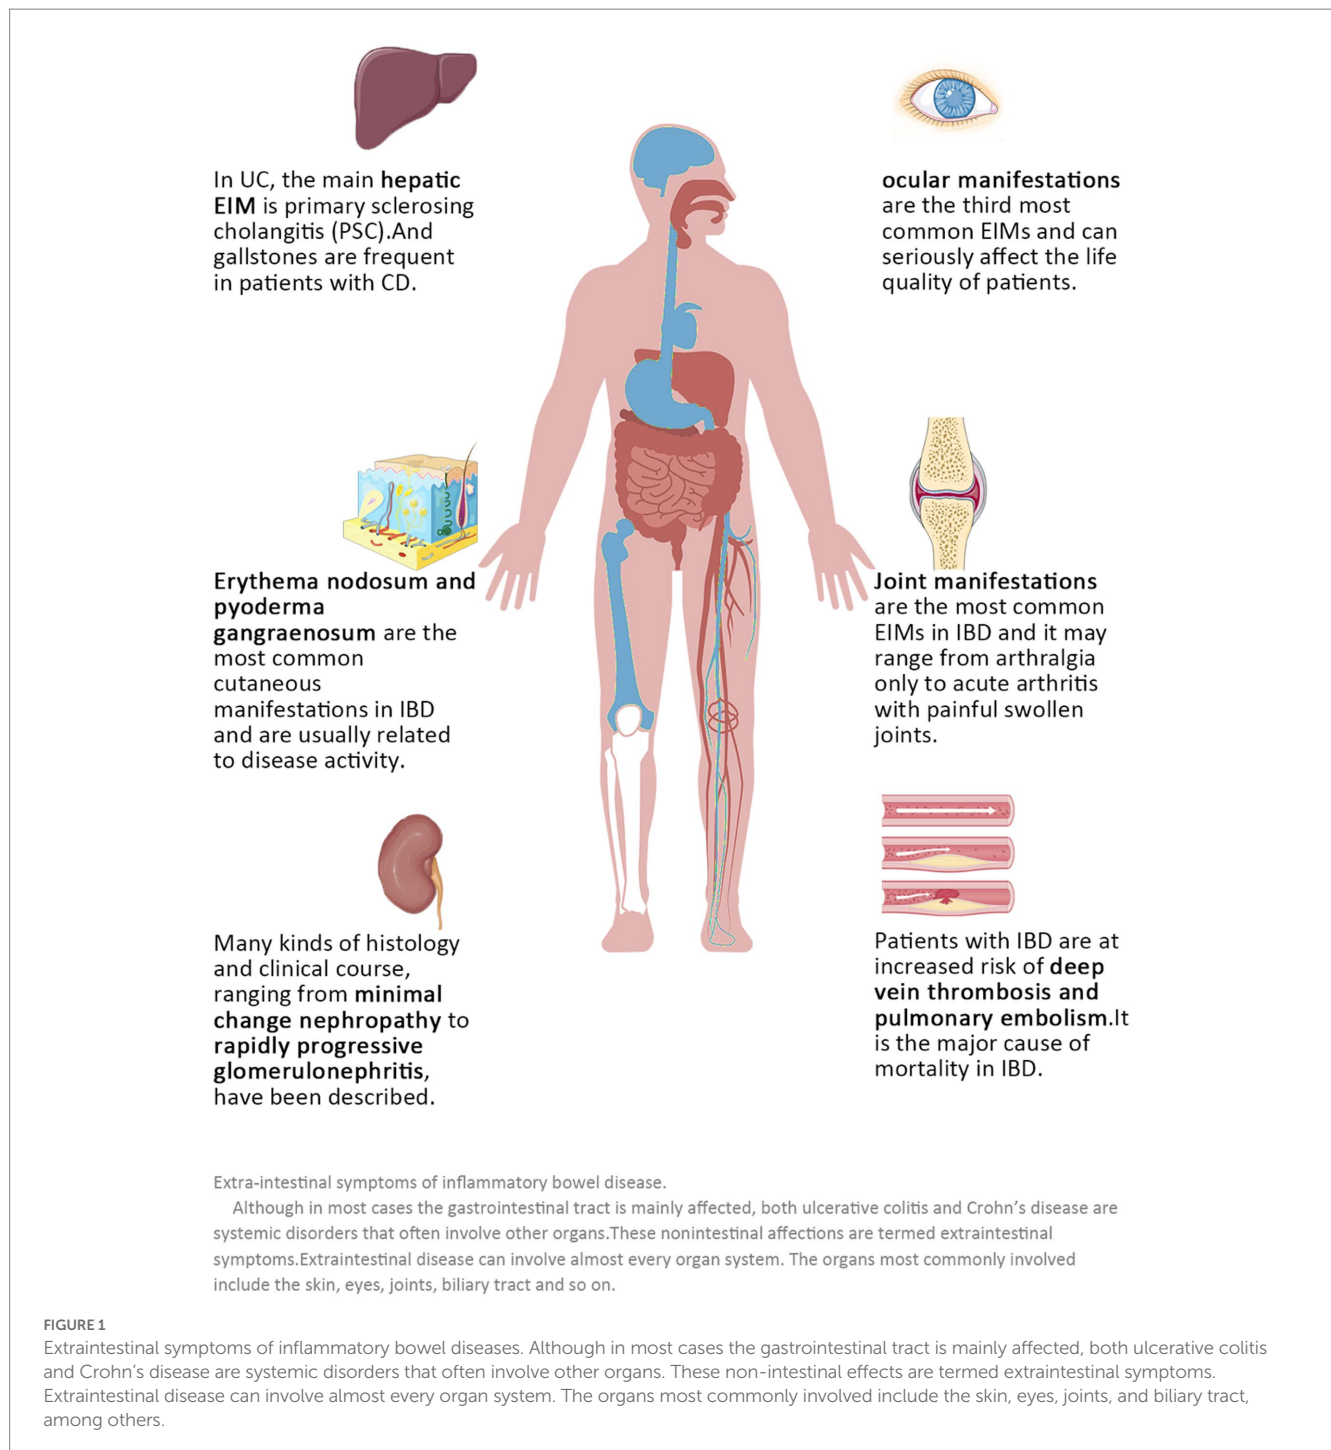 In UC, the main hepatic
EIM is primary sclerosing
cholangitis (PSC).And
gallstones are frequent
in patients with CD.
ocular manifestations
are the third most
common EIMs and can
seriously affect the life
quality of patients.
Erythema nodosum and
pyoderma
gangraenosum are the
most common
cutaneous
manifestations in IBD
and are usually related
to disease activity.
Joint manifestations
are the most common
EIMs in IBD and it may
range from arthralgia
only to acute arthritis
with painful swollen
joints.
Many kinds of histology
and clinical course,
ranging from minimal
change nephropathy to
rapidly progressive
glomerulonephritis,
have been described.
Patients with IBD are at
increased risk of deep
vein thrombosis and
pulmonary embolism.It
is the major cause of
mortality in IBD.
Extra-intestinal symptoms of inflammatory bowel disease.
Although in most cases the gastrointestinal tract is mainly affected, both ulcerative colitis and Crohn's disease are
systemic disorders that often involve other organs.These nonintestinal affections are termed extraintestinal
symptoms.Extraintestinal disease can involve almost every organ system. The organs most commonly involved
include the skin, eyes, joints, biliary tract and so on.
FIGURE 1
Extraintestinal symptoms of inflammatory bowel diseases. Although in most cases the gastrointestinal tract is mainly affected, both ulcerative colitis
and Crohn's disease are systemic disorders that often involve other organs. These non-intestinal effects are termed extraintestinal symptoms.
Extraintestinal disease can involve almost every organ system. The organs most commonly involved include the skin, eyes, joints, and biliary tract,
among others.